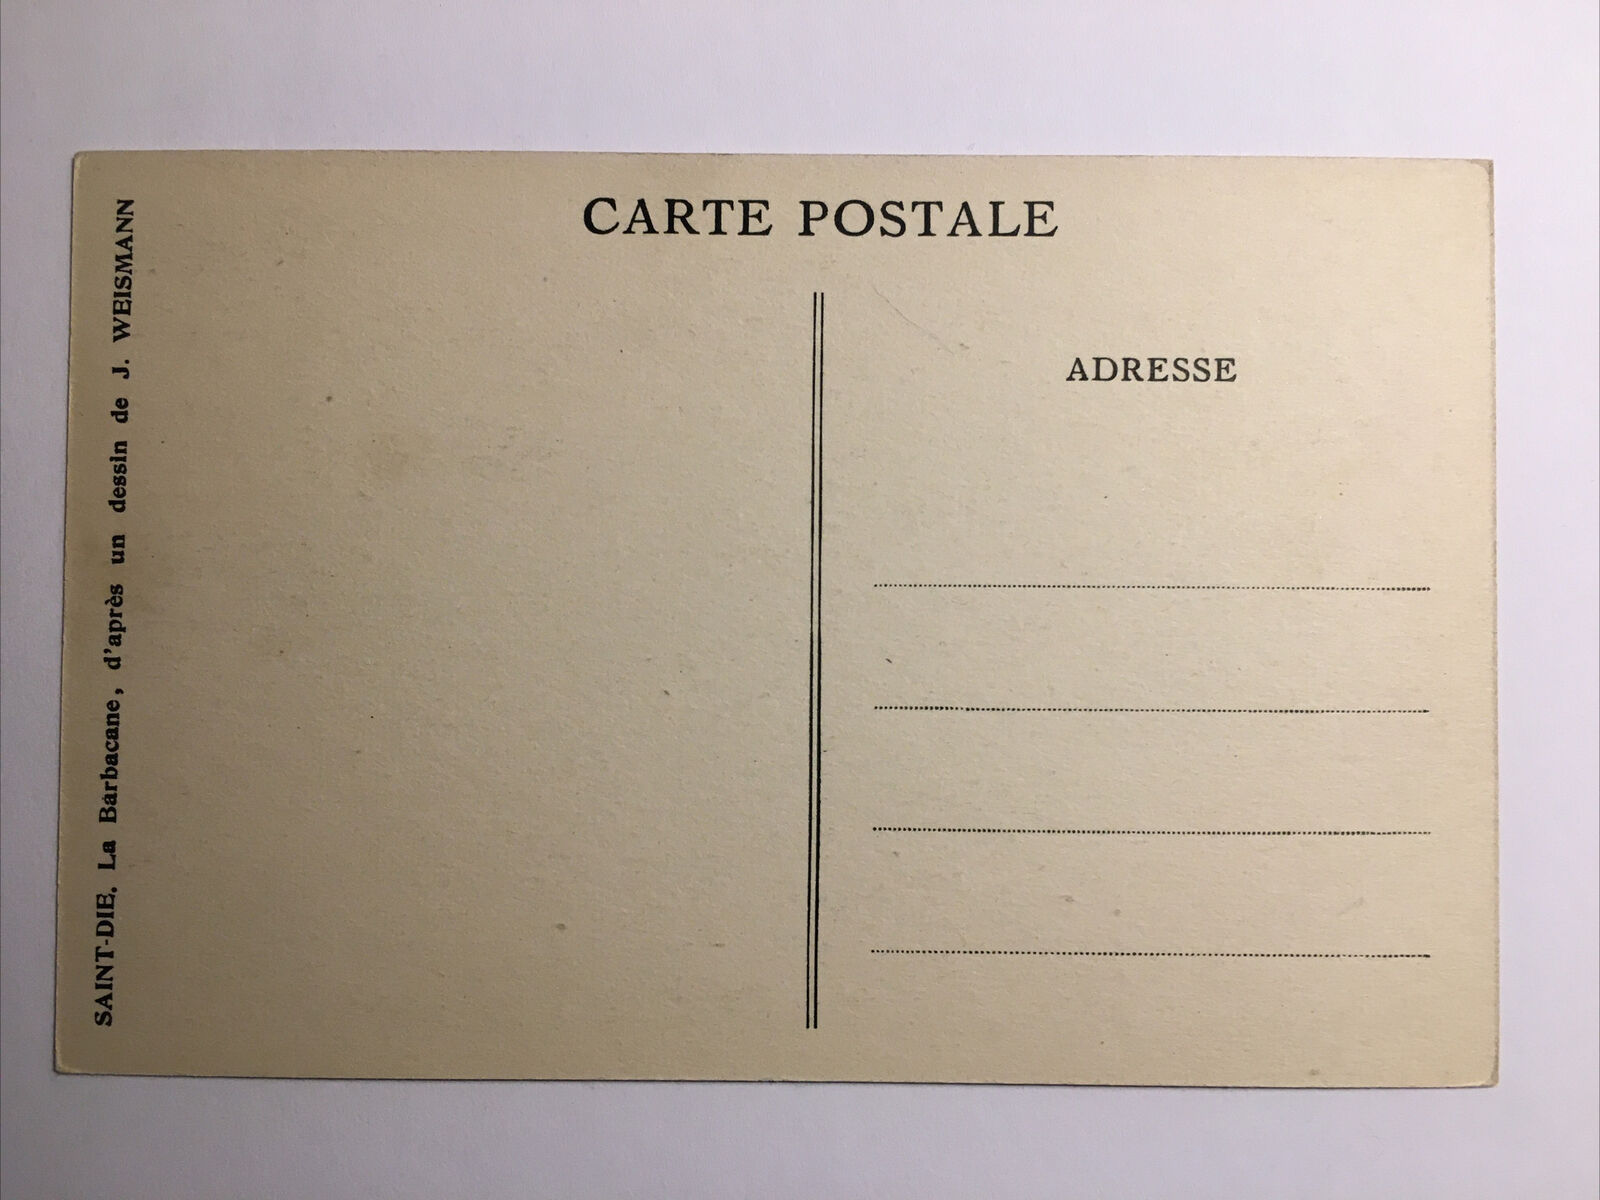 CARTE POSTALE
ADRESSE
SAINT-DIE. La Barbacane, d'après un dessin de J. WEISMANN